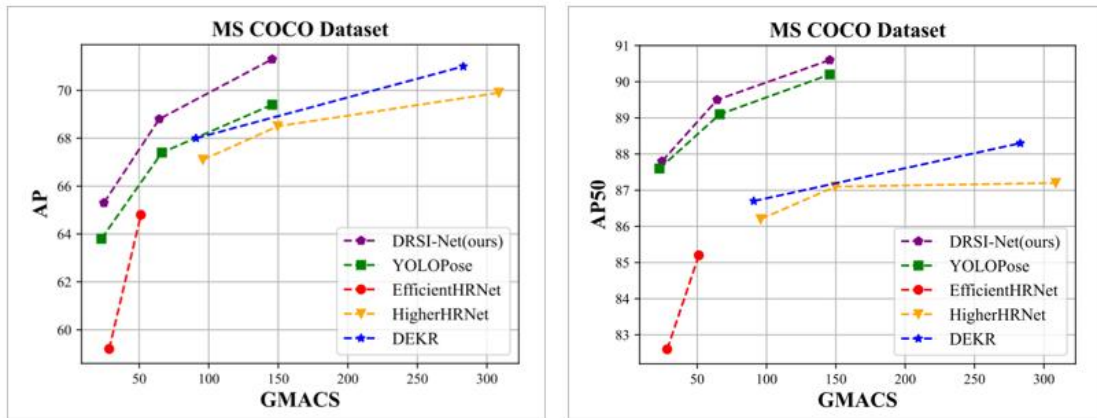 MS COCO Dataset
AP
70
68
66
64
62
60
DRSI-Net(ours)
YOLOPose
EfficientHRNet
HigherHRNet
DEKR
50 100 150 200 250 300
GMACS
MS COCO Dataset
AP50
91
90
89
88
87
86
85
84
83
DRSI-Net(ours)
YOLOPose
EfficientHRNet
HigherHRNet
DEKR
50 100 150 200 250 300
GMACS